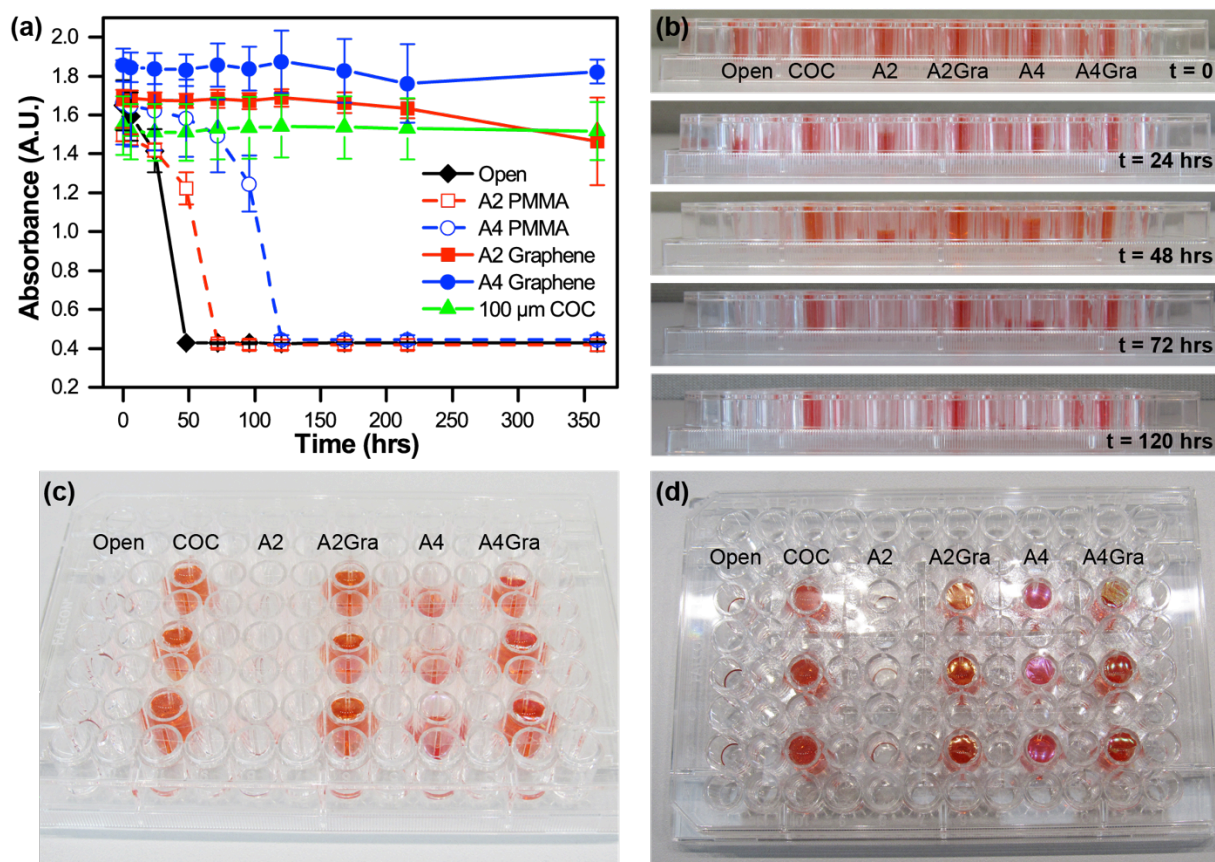 (a)
2.0
1.8
1.6
1.4
1.2
1.0
0.8
0.6
0.4
0.2
Absorbance (A.U.)
Open
A2 PMMA
A4 PMMA
A2 Graphene
A4 Graphene
100 µm COC
0 50 100 150 200 250 300 350
Time (hrs)
(b)
Open COC A2 A2Gra A4 A4Gra t = 0
t = 24 hrs
t = 48 hrs
t = 72 hrs
t = 120 hrs
(c)
Open COC A2 A2Gra A4 A4Gra
FALCON
(d)
Open COC A2 A2Gra A4 A4Gra